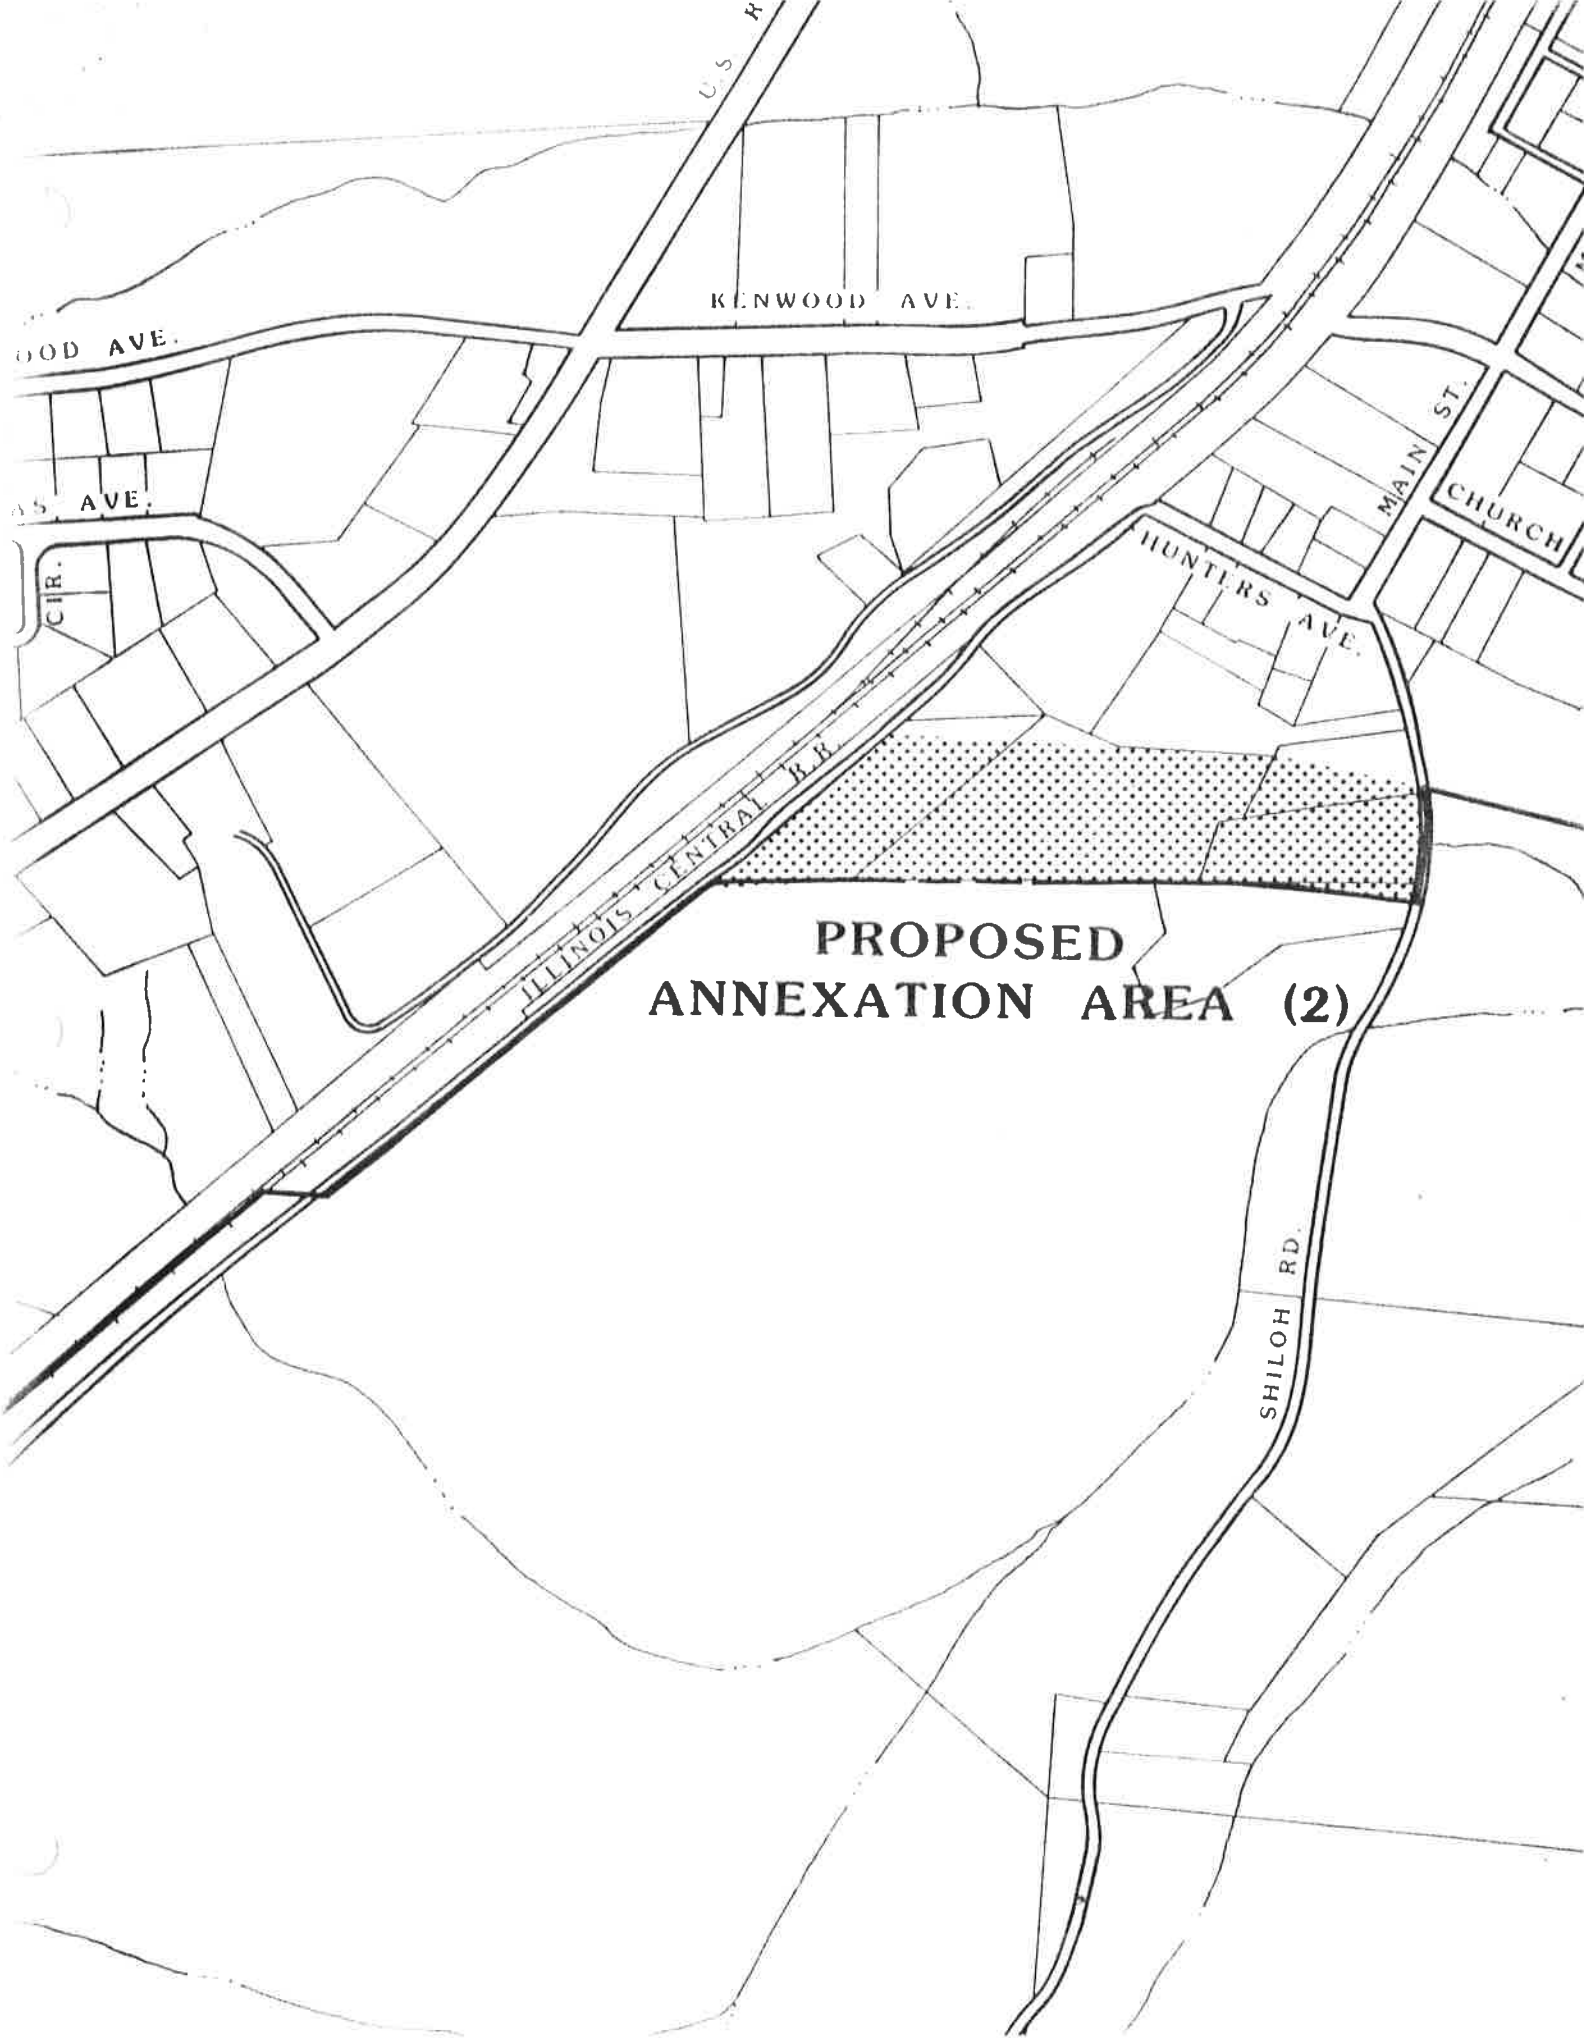 U.S
KENWOOD AVE.
OOD AVE.
MAIN ST.
CHURCH
AS AVE.
CIR.
HUNTERS AVE.
ILLINOIS CENTRAL R.R.
PROPOSED
ANNEXATION AREA (2)
SHILOH RD.